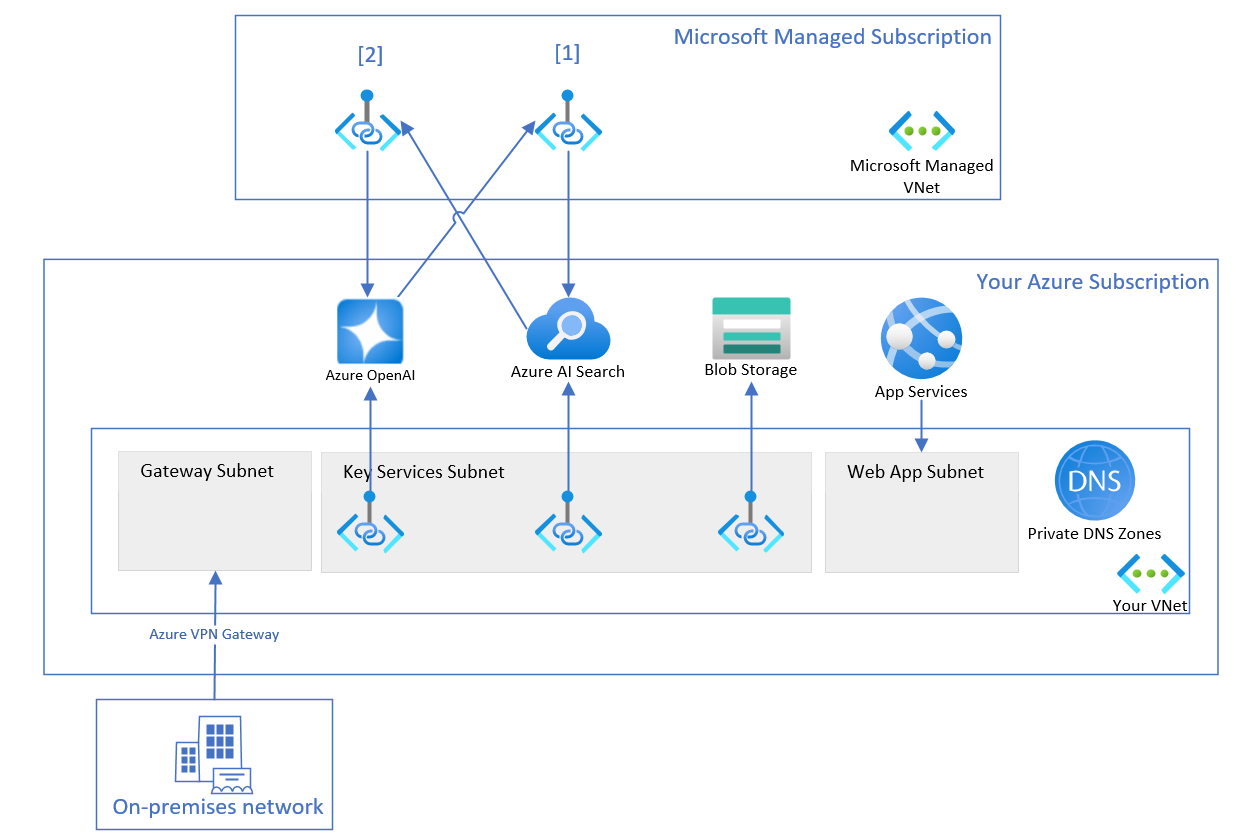 Microsoft Managed Subscription
[2]
[1]
Microsoft Managed
VNet
Your Azure Subscription
Azure OpenAI
Azure AI Search
Blob Storage
App Services
Gateway Subnet
Key Services Subnet
Web App Subnet
DNS
Private DNS Zones
Your VNet
Azure VPN Gateway
On-premises network